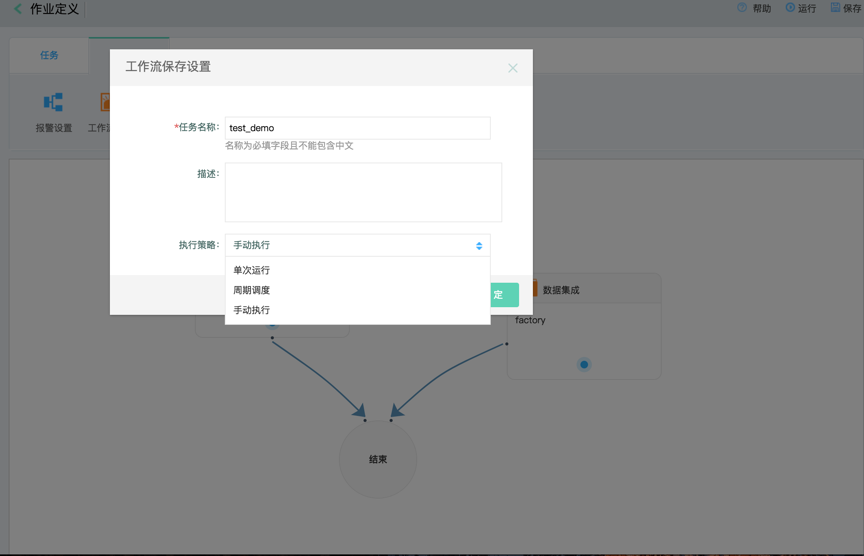 作业定义
帮助
运行
保存
任务
报警设置
工作流保存设置
*任务名称：
test_demo
名称为必填字段且不能包含中文
描述：
执行策略：
手动执行
单次运行
周期调度
手动执行
定
数据集成
factory
结束